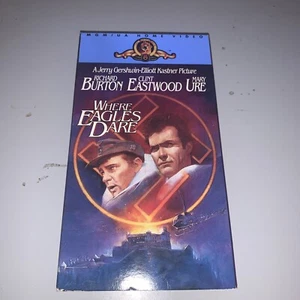 MGM/UA HOME VIDEO
A Jerry Gershwin-Elliott Kastner Picture
RICHARD CLINT MARY
BURTON EASTWOOD URE
WHERE
EAGLES
DARE